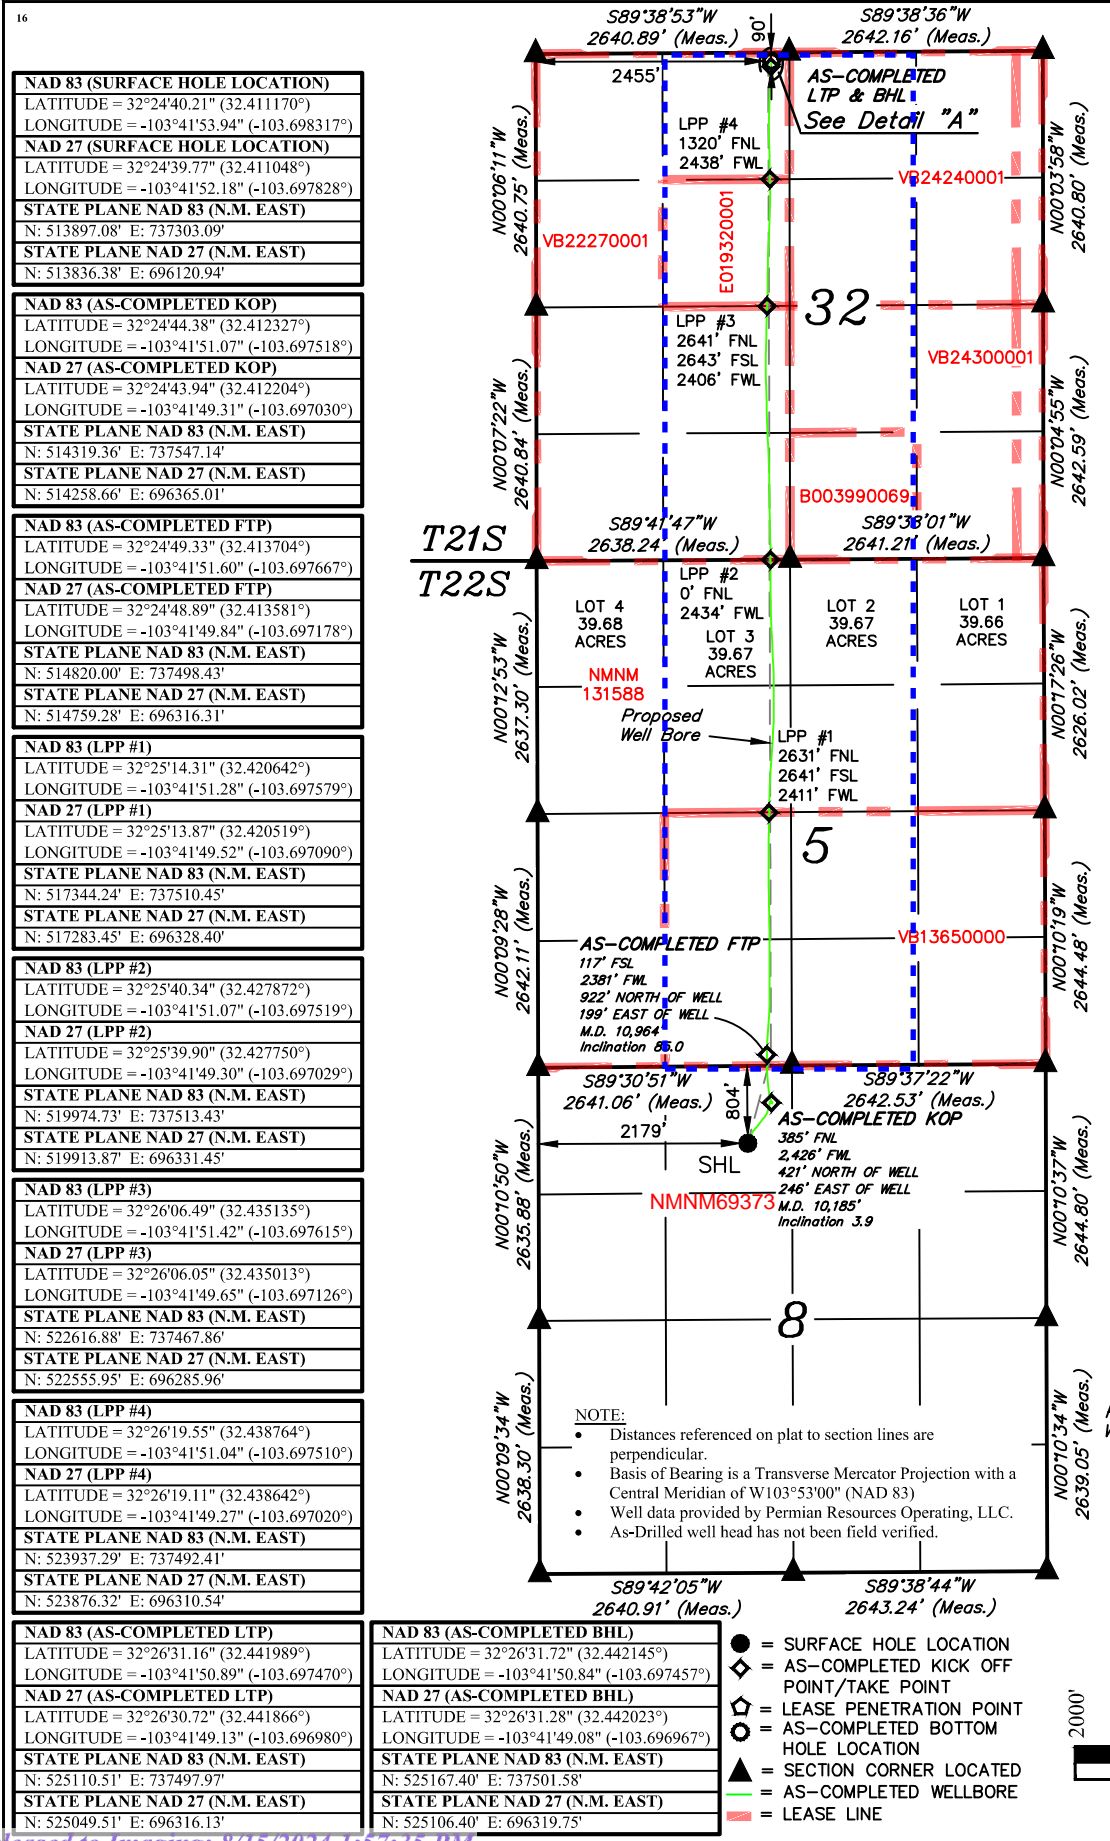 16
NAD 83 (SURFACE HOLE LOCATION)
LATITUDE = 32°24'40.21" (32.411170°)
LONGITUDE = -103°41'53.94" (-103.698317°)
NAD 27 (SURFACE HOLE LOCATION)
LATITUDE = 32°24'39.77" (32.411048°)
LONGITUDE = -103°41'52.18" (-103.697828°)
STATE PLANE NAD 83 (N.M. EAST)
N: 513897.08' E: 737303.09'
STATE PLANE NAD 27 (N.M. EAST)
N: 513836.38' E: 696120.94'
NAD 83 (AS-COMPLETED KOP)
LATITUDE = 32°24'44.38" (32.412327°)
LONGITUDE = -103°41'51.07" (-103.697518°)
NAD 27 (AS-COMPLETED KOP)
LATITUDE = 32°24'43.94" (32.412204°)
LONGITUDE = -103°41'49.31" (-103.697030°)
STATE PLANE NAD 83 (N.M. EAST)
N: 514319.36' E: 737547.14'
STATE PLANE NAD 27 (N.M. EAST)
N: 514258.66' E: 696365.01'
NAD 83 (AS-COMPLETED FTP)
LATITUDE = 32°24'49.33" (32.413704°)
LONGITUDE = -103°41'51.60" (-103.697667°)
NAD 27 (AS-COMPLETED FTP)
LATITUDE = 32°24'48.89" (32.413581°)
LONGITUDE = -103°41'49.84" (-103.697178°)
STATE PLANE NAD 83 (N.M. EAST)
N: 514820.00' E: 737498.43'
STATE PLANE NAD 27 (N.M. EAST)
N: 514759.28' E: 696316.31'
NAD 83 (LPP #1)
LATITUDE = 32°25'14.31" (32.420642°)
LONGITUDE = -103°41'51.28" (-103.697579°)
NAD 27 (LPP #1)
LATITUDE = 32°25'13.87" (32.420519°)
LONGITUDE = -103°41'49.52" (-103.697090°)
STATE PLANE NAD 83 (N.M. EAST)
N: 517344.24' E: 737510.45'
STATE PLANE NAD 27 (N.M. EAST)
N: 517283.45' E: 696328.40'
NAD 83 (LPP #2)
LATITUDE = 32°25'40.34" (32.427872°)
LONGITUDE = -103°41'51.07" (-103.697519°)
NAD 27 (LPP #2)
LATITUDE = 32°25'39.90" (32.427750°)
LONGITUDE = -103°41'49.30" (-103.697029°)
STATE PLANE NAD 83 (N.M. EAST)
N: 519974.73' E: 737513.43'
STATE PLANE NAD 27 (N.M. EAST)
N: 519913.87' E: 696331.45'
NAD 83 (LPP #3)
LATITUDE = 32°26'06.49" (32.435135°)
LONGITUDE = -103°41'51.42" (-103.697615°)
NAD 27 (LPP #3)
LATITUDE = 32°26'06.05" (32.435013°)
LONGITUDE = -103°41'49.65" (-103.697126°)
STATE PLANE NAD 83 (N.M. EAST)
N: 522616.88' E: 737467.86'
STATE PLANE NAD 27 (N.M. EAST)
N: 522555.95' E: 696285.96'
NAD 83 (LPP #4)
LATITUDE = 32°26'19.55" (32.438764°)
LONGITUDE = -103°41'51.04" (-103.697510°)
NAD 27 (LPP #4)
LATITUDE = 32°26'19.11" (32.438642°)
LONGITUDE = -103°41'49.27" (-103.697020°)
STATE PLANE NAD 83 (N.M. EAST)
N: 523937.29' E: 737492.41'
STATE PLANE NAD 27 (N.M. EAST)
N: 523876.32' E: 696310.54'
NAD 83 (AS-COMPLETED LTP)
LATITUDE = 32°26'31.16" (32.441989°)
LONGITUDE = -103°41'50.89" (-103.697470°)
NAD 27 (AS-COMPLETED LTP)
LATITUDE = 32°26'30.72" (32.441866°)
LONGITUDE = -103°41'49.13" (-103.696980°)
STATE PLANE NAD 83 (N.M. EAST)
N: 525110.51' E: 737497.97'
STATE PLANE NAD 27 (N.M. EAST)
N: 525049.51' E: 696316.13'
NAD 83 (AS-COMPLETED BHL)
LATITUDE = 32°26'31.72" (32.442145°)
LONGITUDE = -103°41'50.84" (-103.697457°)
NAD 27 (AS-COMPLETED BHL)
LATITUDE = 32°26'31.28" (32.442023°)
LONGITUDE = -103°41'49.08" (-103.696967°)
STATE PLANE NAD 83 (N.M. EAST)
N: 525167.40' E: 737501.58'
STATE PLANE NAD 27 (N.M. EAST)
N: 525106.40' E: 696319.75'
S89°38'53"W
2640.89' (Meas.)
90'
S89°38'36"W
2642.16' (Meas.)
2455'
AS-COMPLETED
LTP & BHL
See Detail "A"
LPP #4
1320' FNL
2438' FWL
N00°06'11"W
2640.75' (Meas.)
N00°03'58"W
2640.80' (Meas.)
VB24240001
VB22270001
E019320001
32
LPP #3
2641' FNL
2643' FSL
2406' FWL
VB24300001
N00°07'22"W
2640.84' (Meas.)
N00°04'55"W
2642.59' (Meas.)
B003990069
T21S
T22S
S89°41'47"W
2638.24' (Meas.)
S89°38'01"W
2641.21' (Meas.)
LPP #2
0' FNL
2434' FWL
LOT 4
39.68
ACRES
LOT 3
39.67
ACRES
LOT 2
39.67
ACRES
LOT 1
39.66
ACRES
NMNM
131588
N00°12'53"W
2637.30' (Meas.)
N00°17'26"W
2626.02' (Meas.)
Proposed
Well Bore
LPP #1
2631' FNL
2641' FSL
2411' FWL
5
N00°09'28"W
2642.11' (Meas.)
N00°10'19"W
2644.48' (Meas.)
VB13650000
AS-COMPLETED FTP
117' FSL
2381' FWL
922' NORTH OF WELL
199' EAST OF WELL
M.D. 10,964'
Inclination .0
S89°30'51"W
2641.06' (Meas.)
804'
S89°37'22"W
2642.53' (Meas.)
2179'
SHL
AS-COMPLETED KOP
385' FNL
2,426' FWL
421' NORTH OF WELL
246' EAST OF WELL
M.D. 10,185'
Inclination 3.9
NMNM69373
N00°10'50"W
2635.88' (Meas.)
N00°10'37"W
2644.80' (Meas.)
8
N00°09'34"W
2638.30' (Meas.)
N00°10'34"W
2639.05' (Meas.)
NOTE:
• Distances referenced on plat to section lines are
perpendicular.
• Basis of Bearing is a Transverse Mercator Projection with a
Central Meridian of W103°53'00" (NAD 83)
• Well data provided by Permian Resources Operating, LLC.
• As-Drilled well head has not been field verified.
S89°42'05"W
2640.91' (Meas.)
S89°38'44"W
2643.24' (Meas.)
= SURFACE HOLE LOCATION
= AS-COMPLETED KICK OFF
POINT/TAKE POINT
= LEASE PENETRATION POINT
= AS-COMPLETED BOTTOM
HOLE LOCATION
= SECTION CORNER LOCATED
= AS-COMPLETED WELLBORE
= LEASE LINE
2000'
to Imaging: 8/15/2024 1:57:35 PM